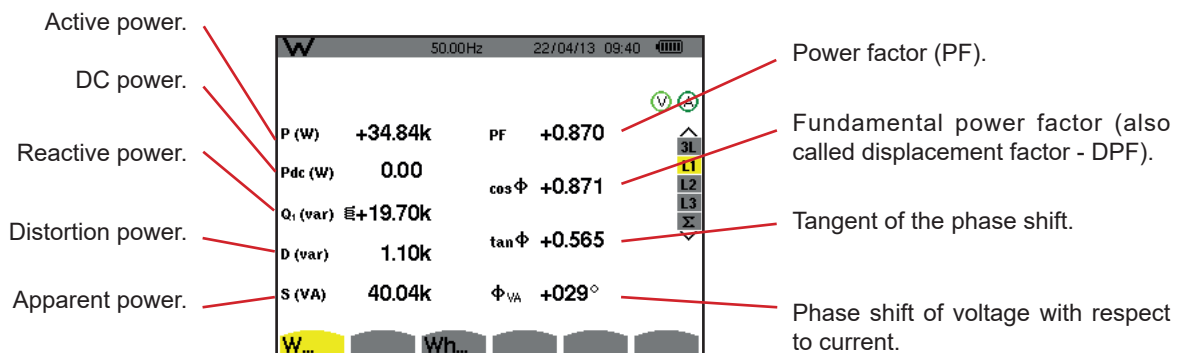 Active power.
DC power.
Reactive power.
Distortion power.
Apparent power.
W 50.00Hz 22/04/13 09:40
V A
P (W) +34.84k PF +0.870
Pdc (W) 0.00
cosΦ +0.871
Q₁ (var) +19.70k
tanΦ +0.565
D (var) 1.10k
S (VA) 40.04k ΦVA +029°
3L
L1
L2
L3
Σ
W... Wh...
Power factor (PF).
Fundamental power factor (also
called displacement factor - DPF).
Tangent of the phase shift.
Phase shift of voltage with respect
to current.